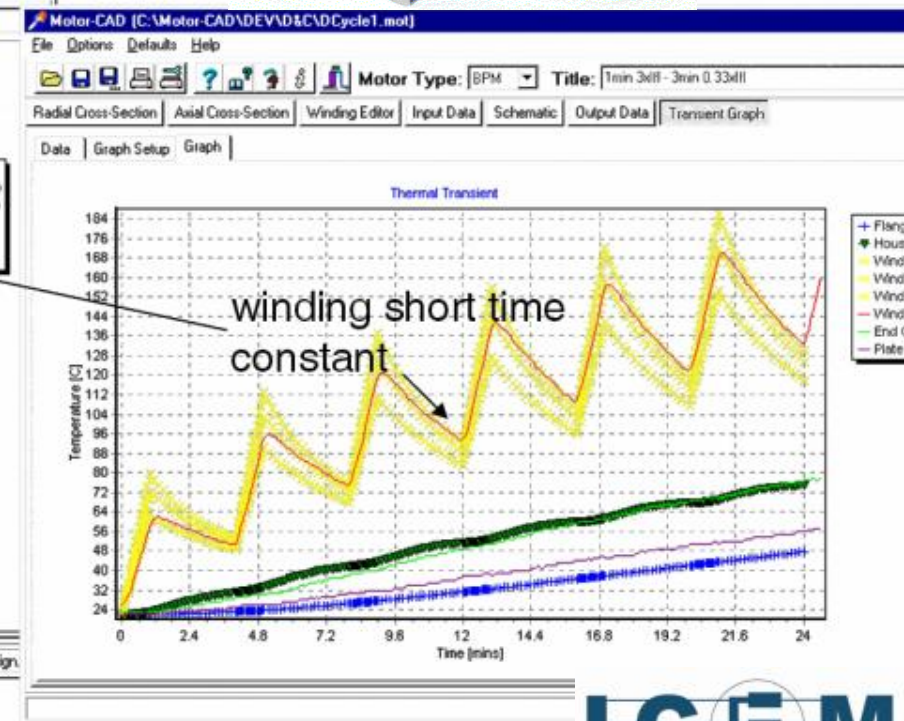 Motor-CAD [C:\Motor-CAD\DEV\D&C\DCycle1.mot]
File Options Defaults Help
Motor Type: BPM Title: 1min 3xIfl - 3min 0.33xIfl
Radial Cross-Section Axial Cross-Section Winding Editor Input Data Schematic Output Data Transient Graph
Data Graph Setup Graph
Thermal Transient
184
176
168
160
152
144
136
128
120
112
104
96
88
80
72
64
56
48
40
32
24
Temperature [C]
winding short time
constant
0 2.4 4.8 7.2 9.6 12 14.4 16.8 19.2 21.6 24
Time [mins]
Flang
Hous
Wind
Wind
Wind
Wind
End C
Plate
ign.
ICEM